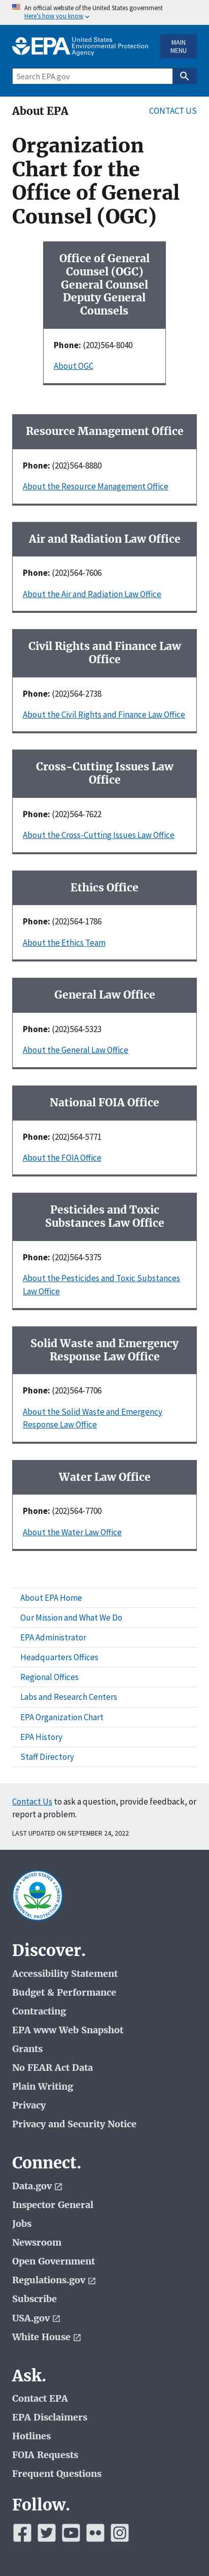 An official website of the United States government
Here's how you know
EPA United States
Environmental Protection
Agency
MAIN
MENU
Search EPA.gov
About EPA
CONTACT US
Organization
Chart for the
Office of General
Counsel (OGC)
Office of General
Counsel (OGC)
General Counsel
Deputy General
Counsels
Phone: (202)564-8040
About OGC
Resource Management Office
Phone: (202)564-8880
About the Resource Management Office
Air and Radiation Law Office
Phone: (202)564-7606
About the Air and Radiation Law Office
Civil Rights and Finance Law
Office
Phone: (202)564-2738
About the Civil Rights and Finance Law Office
Cross-Cutting Issues Law
Office
Phone: (202)564-7622
About the Cross-Cutting Issues Law Office
Ethics Office
Phone: (202)564-1786
About the Ethics Team
General Law Office
Phone: (202)564-5323
About the General Law Office
National FOIA Office
Phone: (202)564-5771
About the FOIA Office
Pesticides and Toxic
Substances Law Office
Phone: (202)564-5375
About the Pesticides and Toxic Substances
Law Office
Solid Waste and Emergency
Response Law Office
Phone: (202)564-7706
About the Solid Waste and Emergency
Response Law Office
Water Law Office
Phone: (202)564-7700
About the Water Law Office
About EPA Home
Our Mission and What We Do
EPA Administrator
Headquarters Offices
Regional Offices
Labs and Research Centers
EPA Organization Chart
EPA History
Staff Directory
Contact Us to ask a question, provide feedback, or
report a problem.
LAST UPDATED ON SEPTEMBER 24, 2022
UNITED STATES
ENVIRONMENTAL PROTECTION AGENCY
Discover.
Accessibility Statement
Budget & Performance
Contracting
EPA www Web Snapshot
Grants
No FEAR Act Data
Plain Writing
Privacy
Privacy and Security Notice
Connect.
Data.gov
Inspector General
Jobs
Newsroom
Open Government
Regulations.gov
Subscribe
USA.gov
White House
Ask.
Contact EPA
EPA Disclaimers
Hotlines
FOIA Requests
Frequent Questions
Follow.